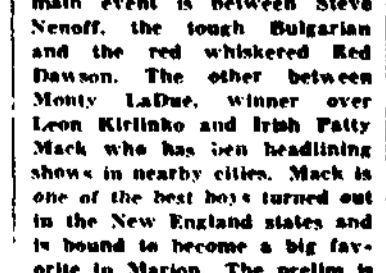 main event is between Steve
Nenoff, the tough Bulgarian
and the red whiskered Red
Dawson. The other between
Monty LaDue, winner over
Leon Kirlinko and Irish Patty
Mack who has ben headlining
shows in nearby cities. Mack is
one of the best boys turned out
in the New England states and
is bound to become a big fav-
orite in Marion. The prelim is